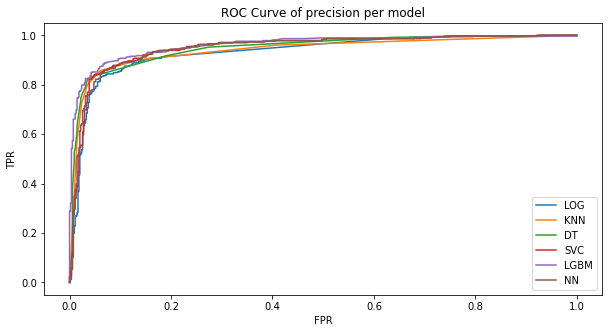 ROC Curve of precision per model
TPR
1.0
0.8
0.6
0.4
0.2
0.0
0.0 0.2 0.4 0.6 0.8 1.0
FPR
LOG
KNN
DT
SVC
LGBM
NN